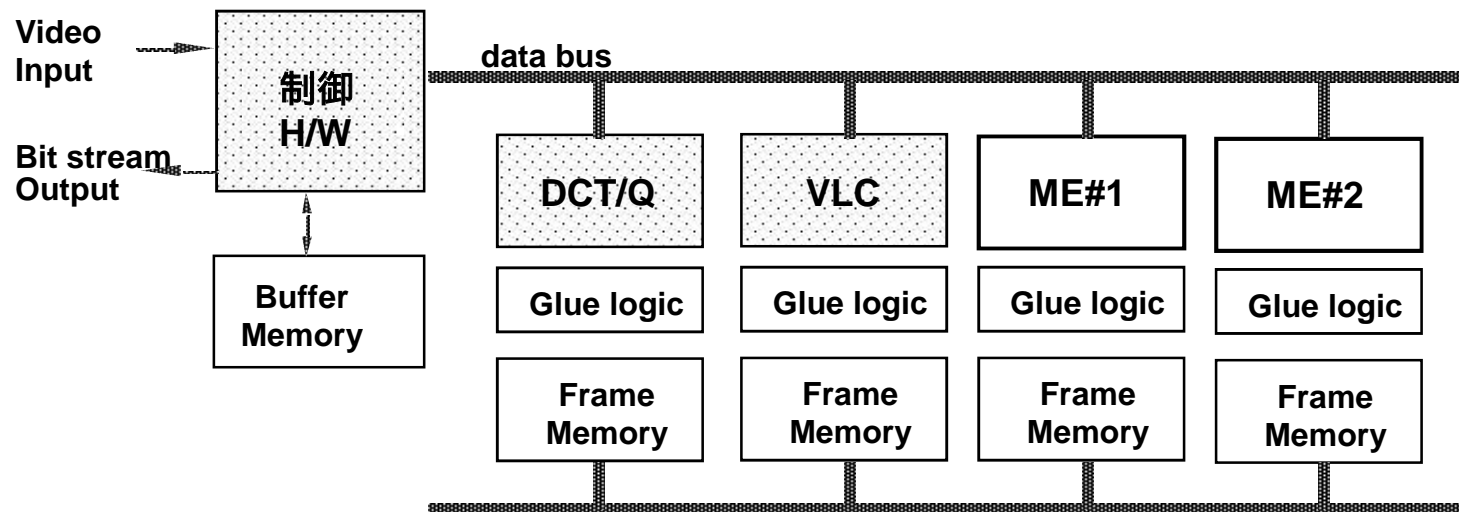 Video
Input
制御
H/W
Bit stream
Output
Buffer
Memory
data bus
DCT/Q
VLC
ME#1
ME#2
Glue logic
Glue logic
Glue logic
Glue logic
Frame
Memory
Frame
Memory
Frame
Memory
Frame
Memory